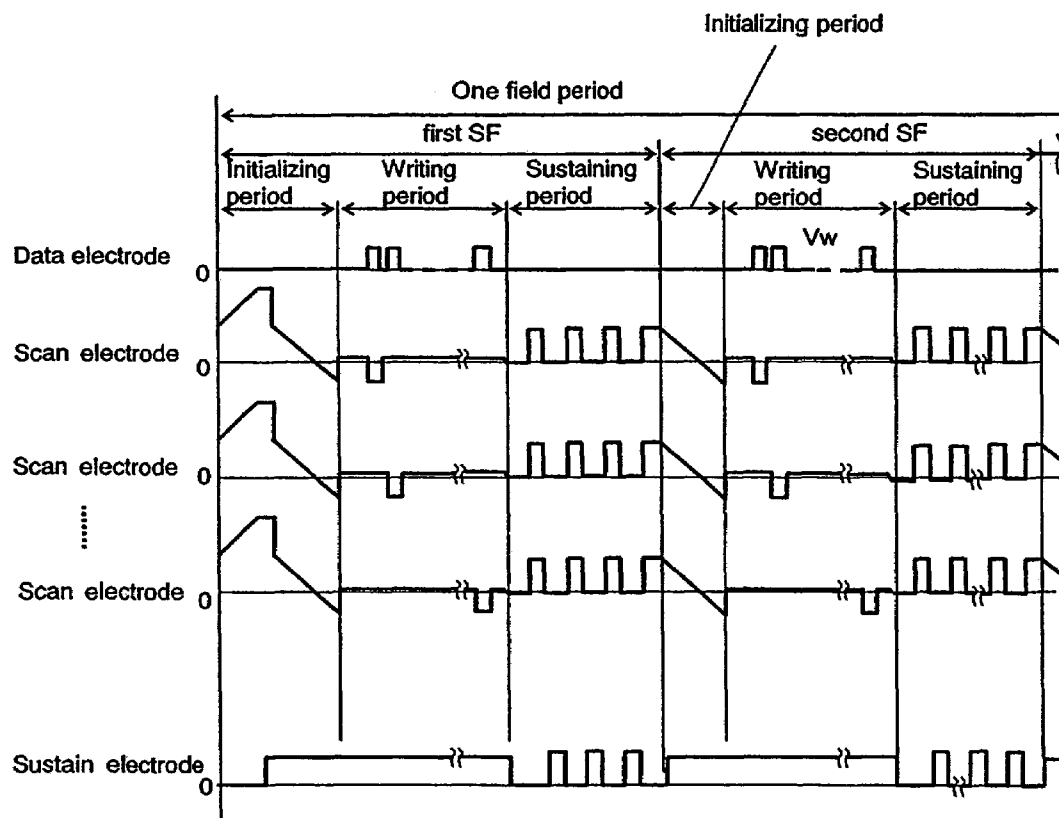 Initializing period
One field period
first SF
second SF
Initializing
period
Writing
period
Sustaining
period
Writing
period
Sustaining
period
Data electrode
0
Vw
Scan electrode
0
Scan electrode
0
Scan electrode
0
Sustain electrode
0